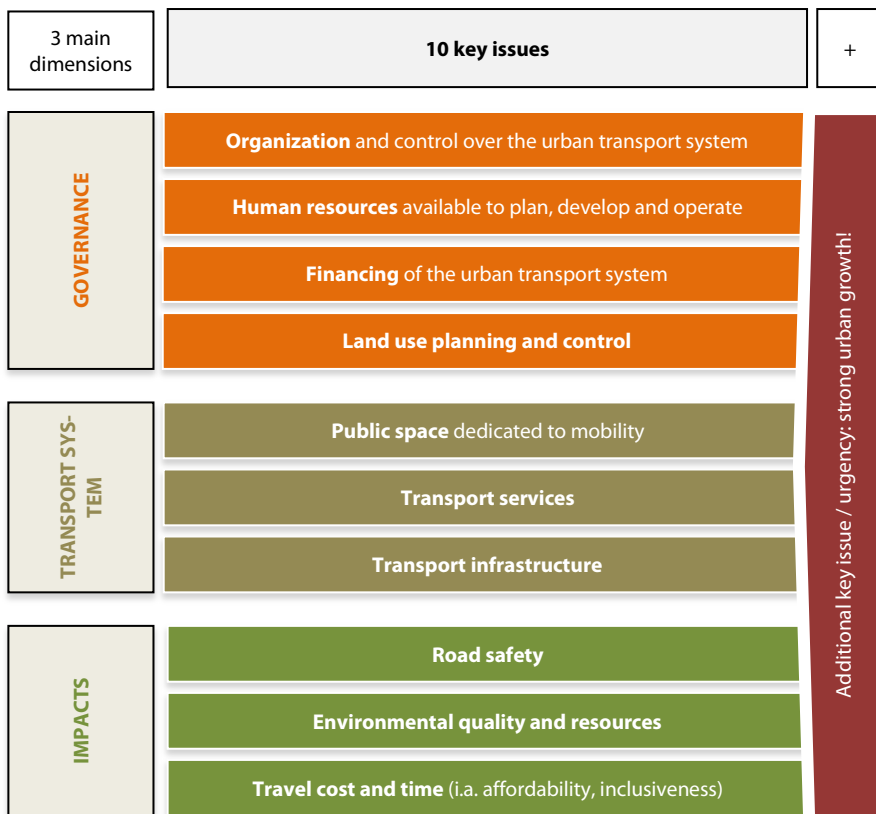 3 main
dimensions
10 key issues
+
GOVERNANCE
Organization and control over the urban transport system
Human resources available to plan, develop and operate
Financing of the urban transport system
Land use planning and control
TRANSPORT SYS-
TEM
Public space dedicated to mobility
Transport services
Transport infrastructure
IMPACTS
Road safety
Environmental quality and resources
Travel cost and time (i.a. affordability, inclusiveness)
Additional key issue / urgency: strong urban growth!